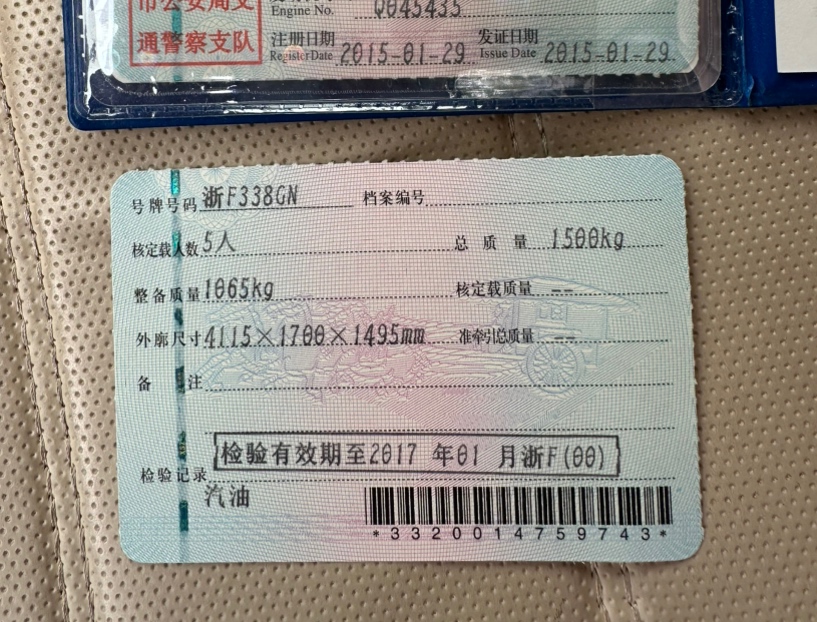 市公安局交
Engine No. Q045435
通警察支队
注册日期 2015-01-29 发证日期 2015-01-29
Register Date Issue Date
号牌号码 浙F338GN 档案编号
核定载人数 5人 总质量 1500kg
整备质量 1065kg 核定载质量 --
外廓尺寸 4115×1700×1495mm 准牵引总质量 --
备注
检验有效期至2017 年01 月浙F(00)
检验记录
汽油
*3320014759743*